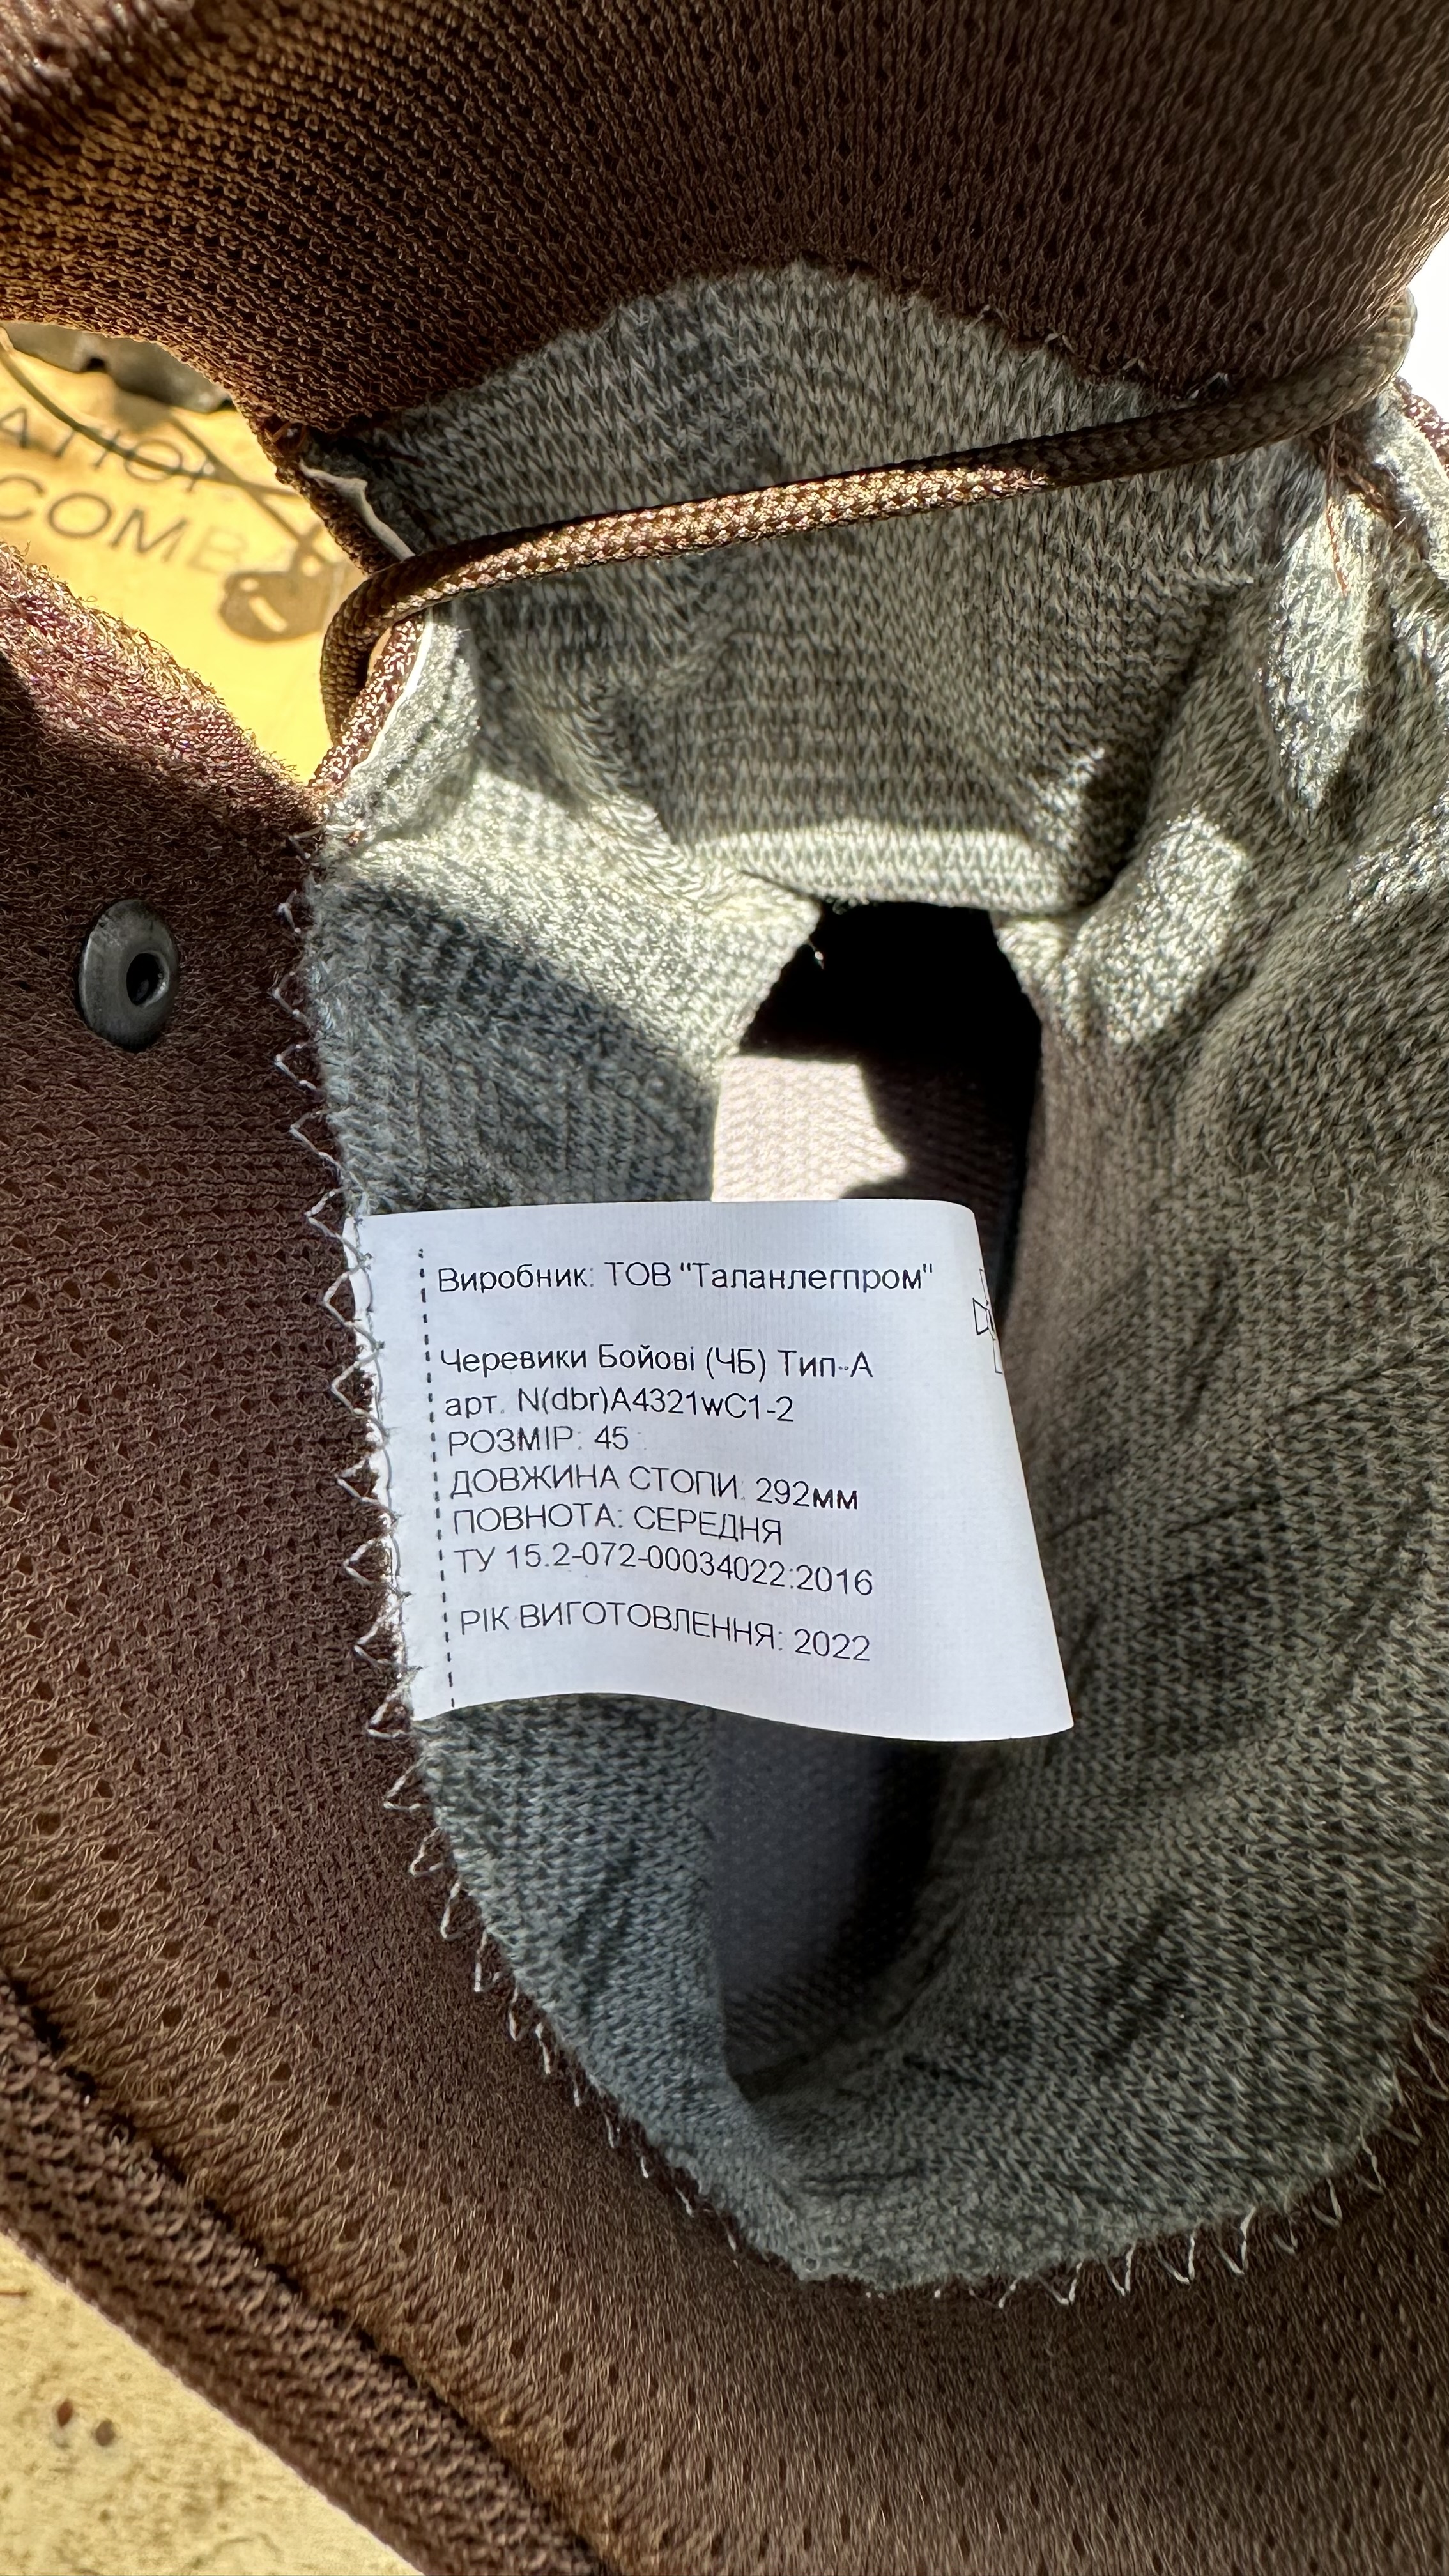 COM
Виробник: ТОВ "Таланлегпром"
Черевики Бойові (ЧБ) Тип-А
арт. N(dbr)A4321wC1-2
РОЗМІР: 45
ДОВЖИНА СТОПИ: 292мм
ПОВНОТА: СЕРЕДНЯ
ТУ 15.2-072-00034022:2016
РІК ВИГОТОВЛЕННЯ: 2022